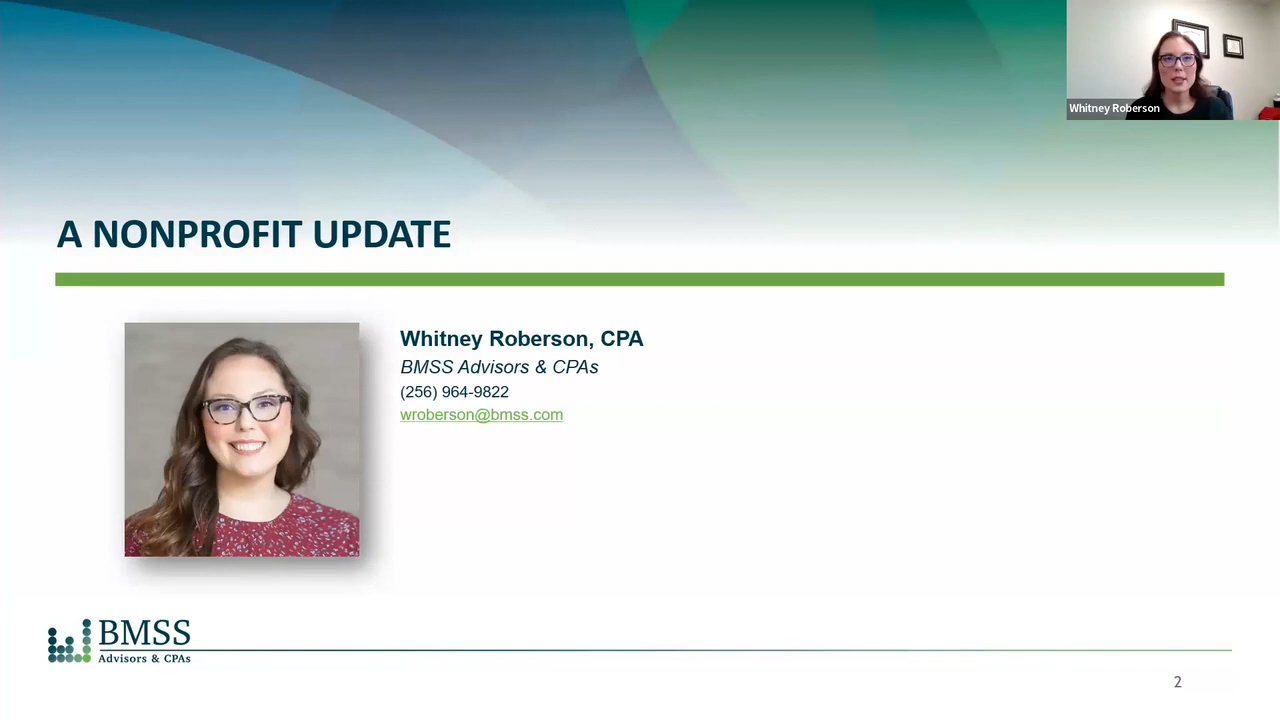 Whitney Roberson
A NONPROFIT UPDATE
Whitney Roberson, CPA
BMSS Advisors & CPAs
(256) 964-9822
wroberson@bmss.com
BMSS
Advisors & CPAs
2